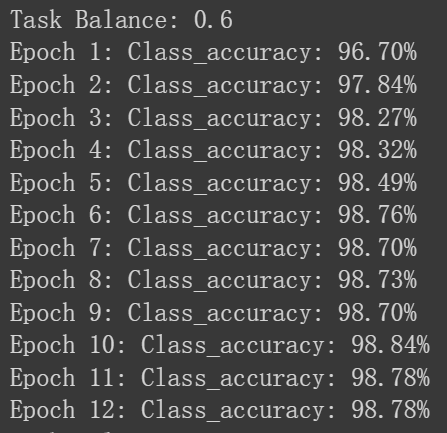 Task Balance: 0.6
Epoch 1: Class_accuracy: 96.70%
Epoch 2: Class_accuracy: 97.84%
Epoch 3: Class_accuracy: 98.27%
Epoch 4: Class_accuracy: 98.32%
Epoch 5: Class_accuracy: 98.49%
Epoch 6: Class_accuracy: 98.76%
Epoch 7: Class_accuracy: 98.70%
Epoch 8: Class_accuracy: 98.73%
Epoch 9: Class_accuracy: 98.70%
Epoch 10: Class_accuracy: 98.84%
Epoch 11: Class_accuracy: 98.78%
Epoch 12: Class_accuracy: 98.78%